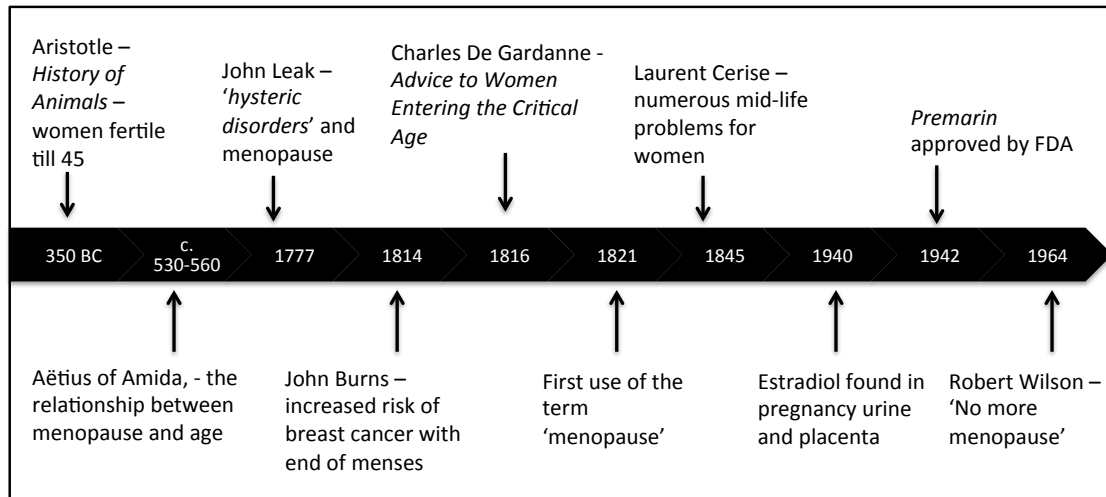 Aristotle –
History of
Animals –
women fertile
till 45
John Leak –
‘hysteric
disorders’ and
menopause
Charles De Gardanne -
Advice to Women
Entering the Critical
Age
Laurent Cerise –
numerous mid-life
problems for
women
Premarin
approved by FDA
350 BC
c.
530-560
1777
1814
1816
1821
1845
1940
1942
1964
Aëtius of Amida, - the
relationship between
menopause and age
John Burns –
increased risk of
breast cancer with
end of menses
First use of the
term
‘menopause’
Estradiol found in
pregnancy urine
and placenta
Robert Wilson –
‘No more
menopause’